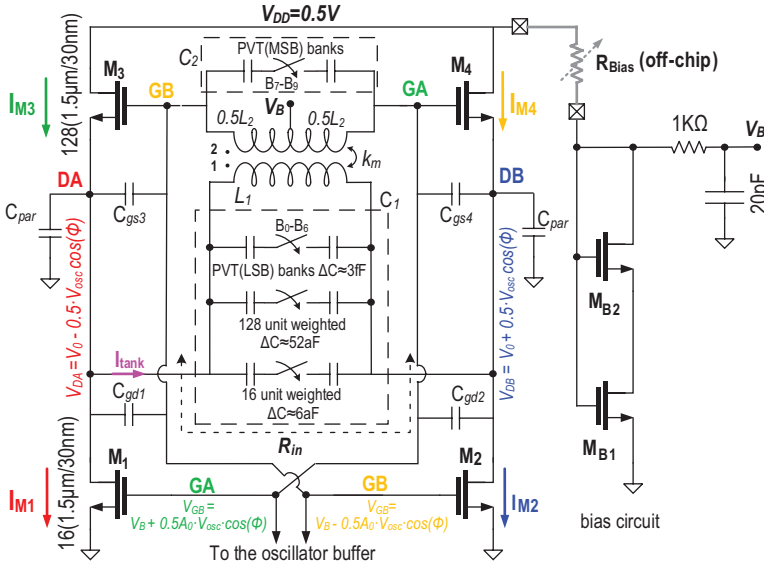 V_DD=0.5V
C_2
PVT(MSB) banks
B_7-B_9
M_3
M_4
I_M3
I_M4
GB
GA
V_B
0.5L_2
0.5L_2
2
1
k_m
L_1
C_1
128(1.5µm/30nm)
DA
DB
C_par
C_gs3
C_gs4
C_par
B_0-B_6
PVT(LSB) banks ΔC≈3fF
128 unit weighted
ΔC≈52aF
16 unit weighted
ΔC≈6aF
V_DA=V_0 - 0.5·V_osc cos(Φ)
V_DB= V_0 + 0.5·V_osc cos(Φ)
I_tank
C_gd1
C_gd2
R_in
M_1
M_2
16(1.5µm/30nm)
I_M1
I_M2
GA
V_GB=
V_B + 0.5A_0·V_osc·cos(Φ)
GB
V_GB=
V_B - 0.5A_0·V_osc·cos(Φ)
To the oscillator buffer
R_Bias (off-chip)
1KΩ
V_B
20pF
M_B2
M_B1
bias circuit